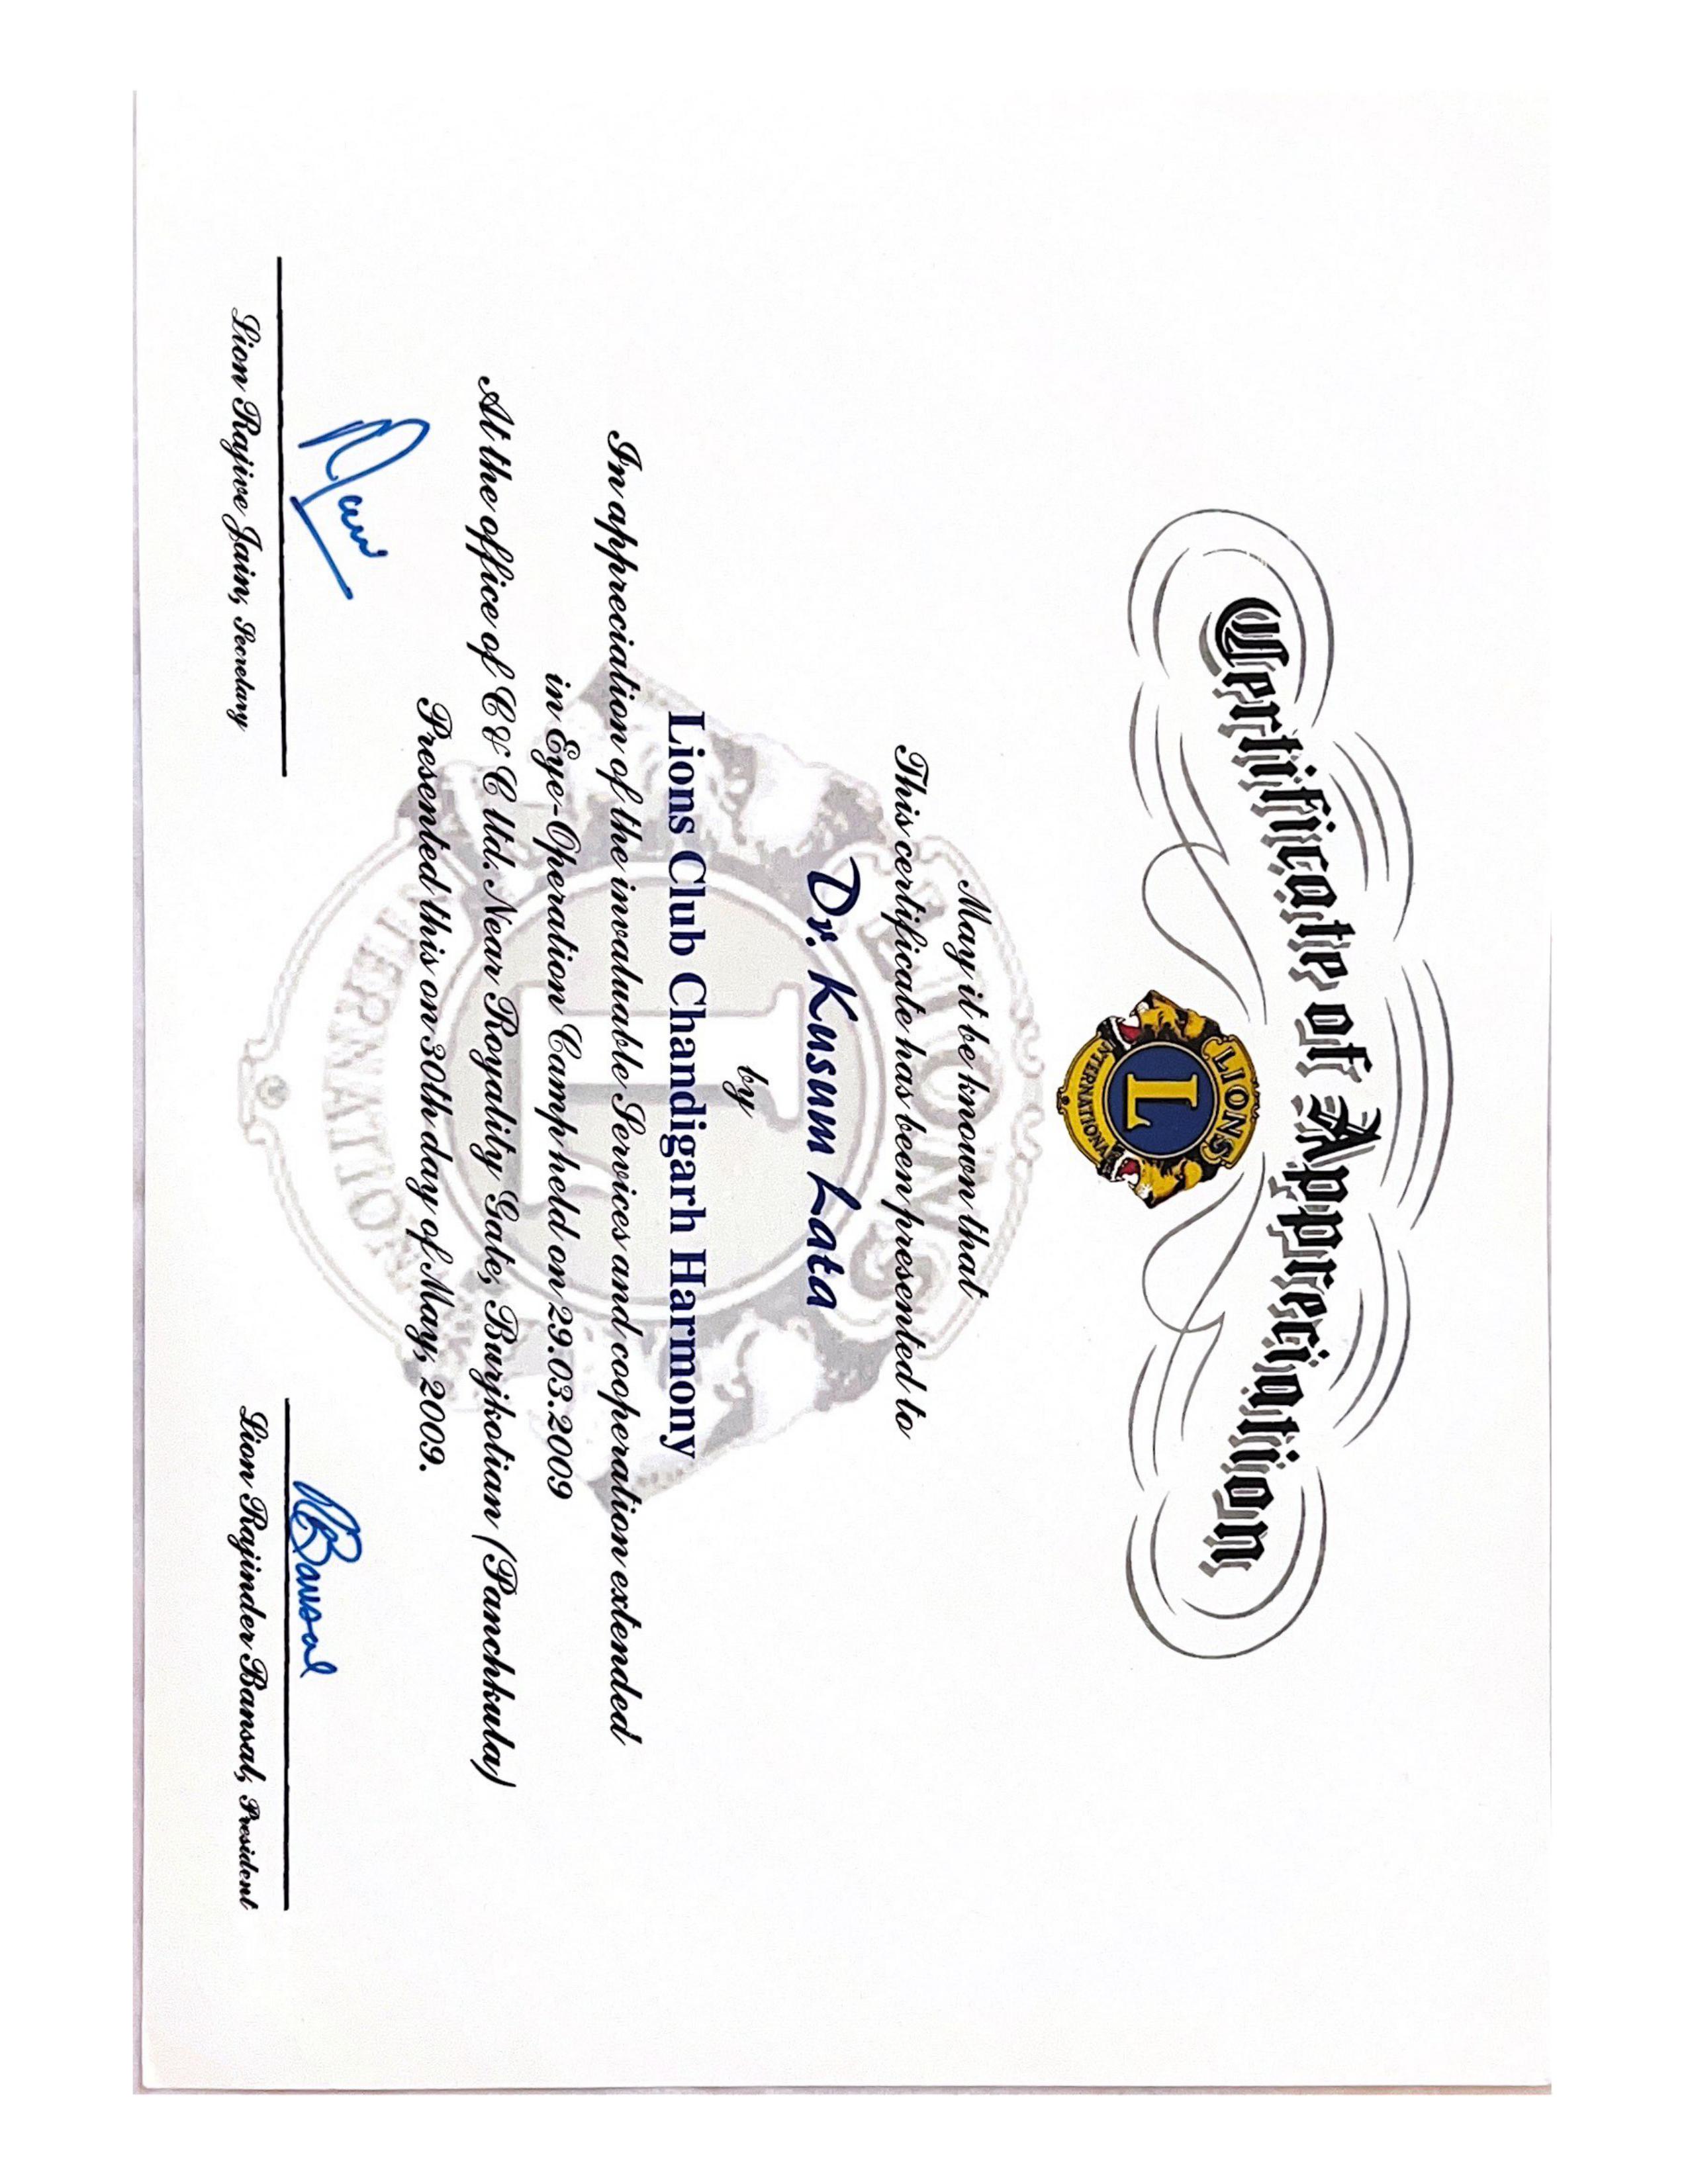 Certificate of Appreciation
LIONS
L
INTERNATIONAL
May it be known that
This certificate has been presented to
Dr. Kusum Lata
by
Lions Club Chandigarh Harmony
In appreciation of the invaluable Services and cooperation extended
in Eye-Operation Camp held on 29.03.2009
At the office of C & C ltd. Near Royality Gate, Burjkotian (Panchkula)
Presented this on 30th day of May, 2009.
RJain
RBansal
Lion Rajive Jain, Secretary
Lion Rajinder Bansal, President